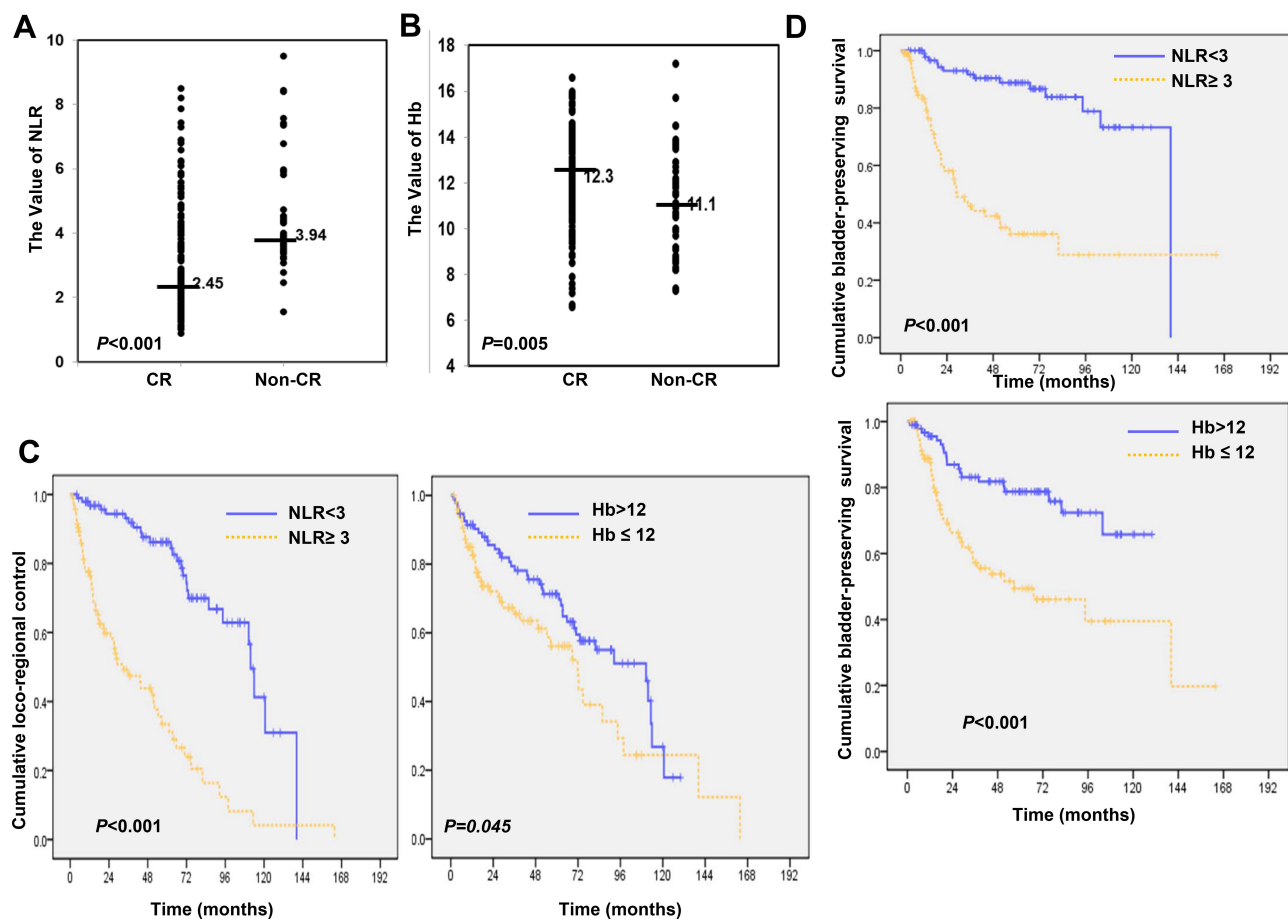 A
The Value of NLR
10
8
6
4
2
0
2.45
3.94
P<0.001
CR
Non-CR
B
The Value of Hb
18
16
14
12
10
8
6
4
12.3
11.1
P=0.005
CR
Non-CR
C
Cumulative loco-regional control
1.0
0.8
0.6
0.4
0.2
0.0
NLR<3
NLR≥ 3
P<0.001
0 24 48 72 96 120 144 168 192
Time (months)
1.0
0.8
0.6
0.4
0.2
0.0
Hb>12
Hb ≤ 12
P=0.045
0 24 48 72 96 120 144 168 192
Time (months)
D
Cumulative bladder-preserving survival
1.0
0.8
0.6
0.4
0.2
0.0
NLR<3
NLR≥ 3
P<0.001
0 24 48 72 96 120 144 168 192
Time (months)
Cumulative bladder-preserving survival
1.0
0.8
0.6
0.4
0.2
0.0
Hb>12
Hb ≤ 12
P<0.001
0 24 48 72 96 120 144 168 192
Time (months)